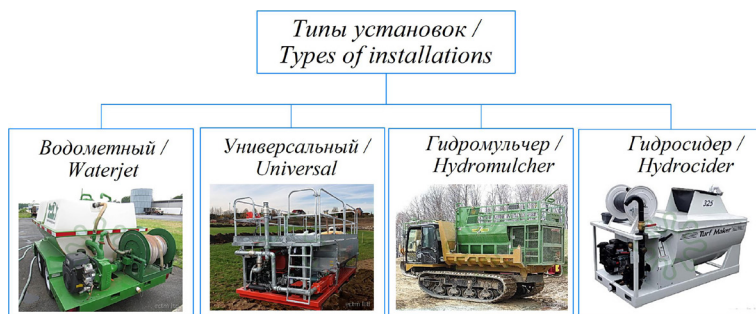 Типы установок /
Types of installations
Водометный /
Waterjet
Универсальный /
Universal
Гидромульчер /
Hydromulcher
Гидросидер /
Hydrocider
325
Turf Maker